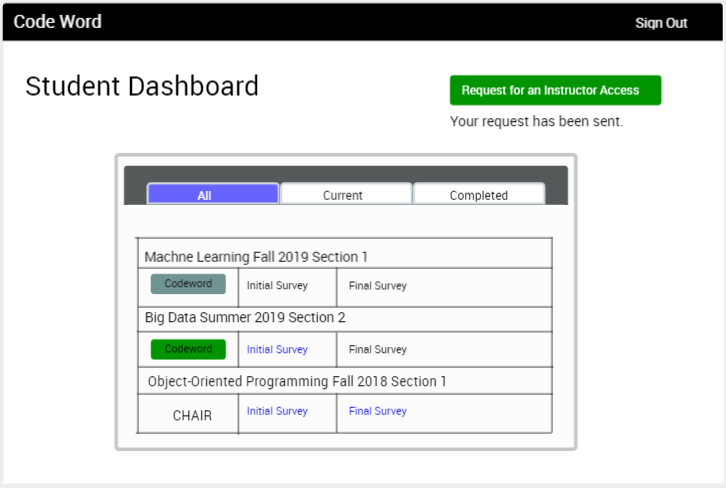 Code Word
Sign Out
Student Dashboard
Request for an Instructor Access
Your request has been sent.
All Current Completed
Machne Learning Fall 2019 Section 1
Codeword Initial Survey Final Survey
Big Data Summer 2019 Section 2
Codeword Initial Survey Final Survey
Object-Oriented Programming Fall 2018 Section 1
CHAIR Initial Survey Final Survey